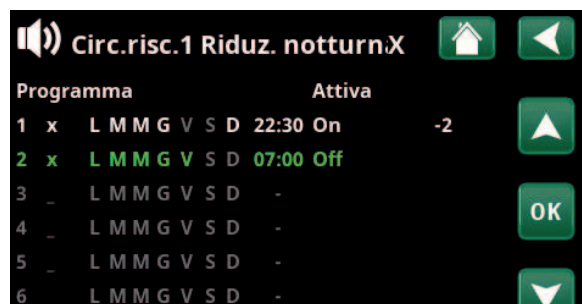 Circ.risc.1 Riduz. notturnaX
Programma Attiva
1 x L M M G V S D 22:30 On -2
2 x L M M G V S D 07:00 Off
3 _ L M M G V S D -
4 _ L M M G V S D -
5 _ L M M G V S D -
6 L M M G V S D -
OK